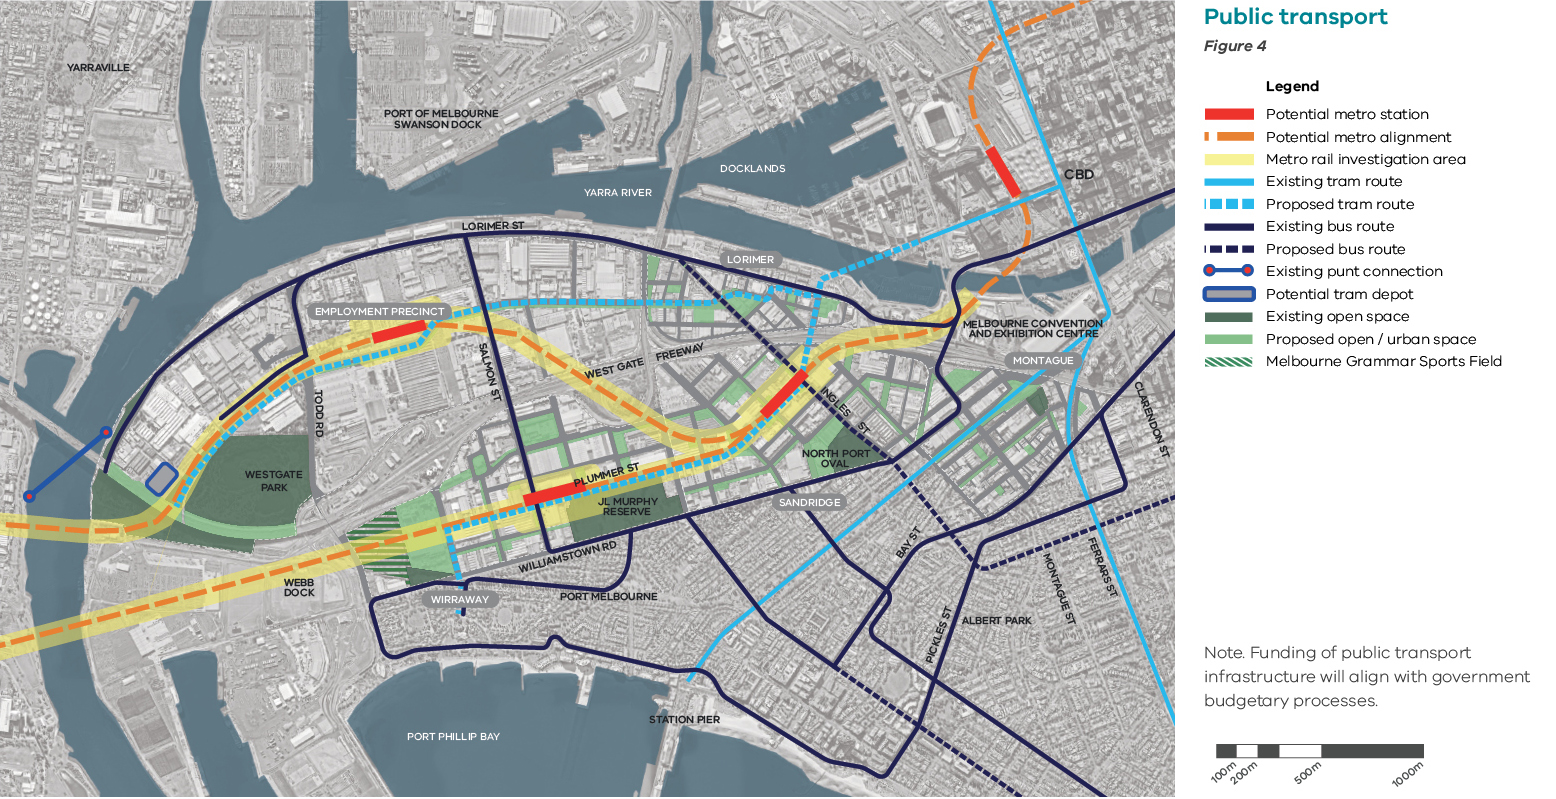 Public transport
Figure 4
Legend
Potential metro station
Potential metro alignment
Metro rail investigation area
Existing tram route
Proposed tram route
Existing bus route
Proposed bus route
Existing punt connection
Potential tram depot
Existing open space
Proposed open / urban space
Melbourne Grammar Sports Field
YARRAVILLE
PORT OF MELBOURNE
SWANSON DOCK
DOCKLANDS
YARRA RIVER
CBD
LORIMER ST
LORIMER
EMPLOYMENT PRECINCT
MELBOURNE CONVENTION
AND EXHIBITION CENTRE
MONTAGUE
WEST GATE FREEWAY
SALMON ST
TODD RD
INGLES ST
CLARENDON ST
NORTH PORT
OVAL
WESTGATE
PARK
PLUMMER ST
JL MURPHY
RESERVE
SANDRIDGE
WILLIAMSTOWN RD
BAY ST
WEBB
DOCK
WIRRAWAY
PORT MELBOURNE
FERRARS ST
MONTAGUE ST
ALBERT PARK
PICKLES ST
STATION PIER
PORT PHILLIP BAY
Note. Funding of public transport
infrastructure will align with government
budgetary processes.
100m
200m
500m
1000m